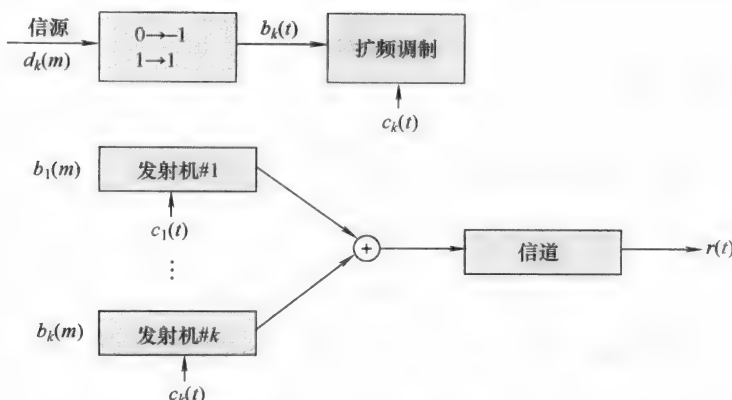 信源
d_k(m)
0→-1
1→1
b_k(t)
扩频调制
c_k(t)
b_1(m)
发射机#1
c_1(t)
⋮
+
信道
r(t)
b_k(m)
发射机#k
c_k(t)